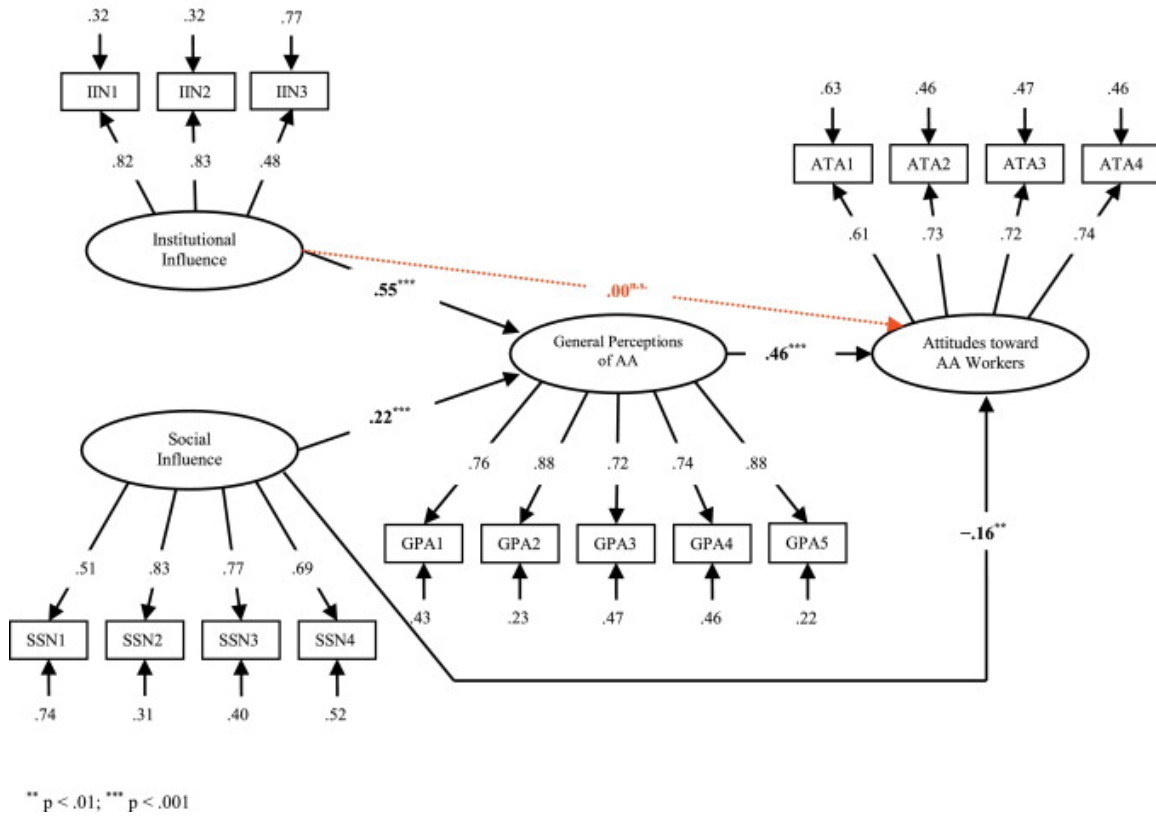 .32 .32 .77
IIN1 IIN2 IIN3
.82 .83 .48
Institutional
Influence
.63 .46 .47 .46
ATA1 ATA2 ATA3 ATA4
.61 .73 .72 .74
.55***
.00n.s.
General Perceptions
of AA
.46***
Attitudes toward
AA Workers
.22***
Social
Influence
.76 .88 .72 .74 .88
GPA1 GPA2 GPA3 GPA4 GPA5
.43 .23 .47 .46 .22
−.16**
.51 .83 .77 .69
SSN1 SSN2 SSN3 SSN4
.74 .31 .40 .52
** p < .01; *** p < .001